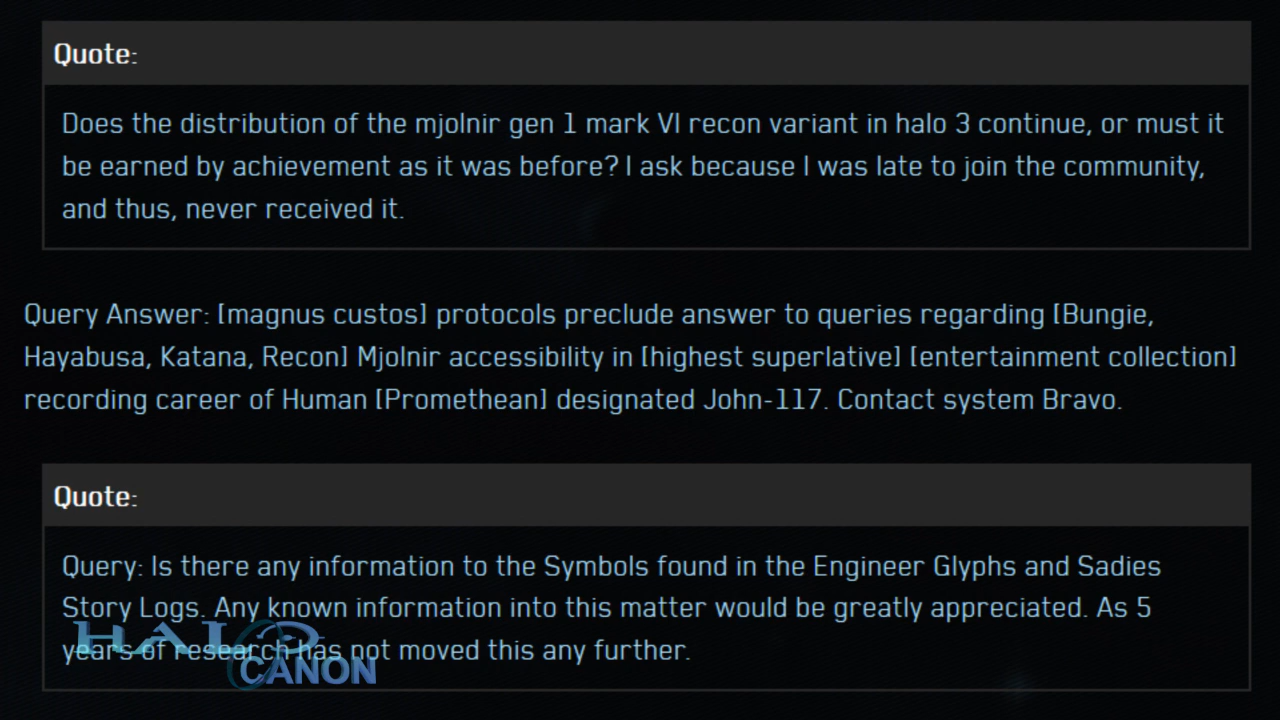 Quote:
Does the distribution of the mjolnir gen 1 mark VI recon variant in halo 3 continue, or must it
be earned by achievement as it was before? I ask because I was late to join the community,
and thus, never received it.
Query Answer: [magnus custos] protocols preclude answer to queries regarding [Bungie,
Hayabusa, Katana, Recon] Mjolnir accessibility in [highest superlative] [entertainment collection]
recording career of Human [Promethean] designated John-117. Contact system Bravo.
Quote:
Query: Is there any information to the Symbols found in the Engineer Glyphs and Sadies
Story Logs. Any known information into this matter would be greatly appreciated. As 5
years of research has not moved this any further.
HALO
CANON